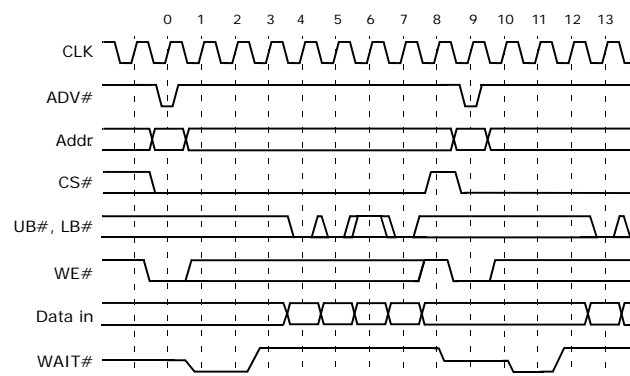 0 1 2 3 4 5 6 7 8 9 10 11 12 13
CLK
ADV#
Addr
CS#
UB#, LB#
WE#
Data in
WAIT#